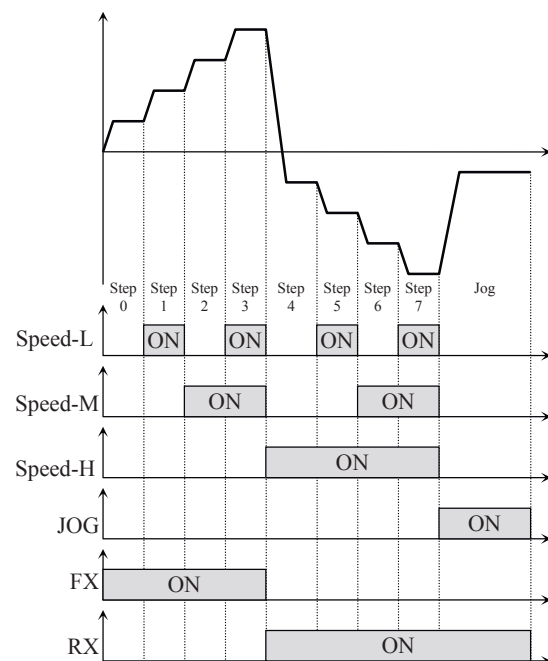 Step Step Step Step Step Step Step Step Jog
0 1 2 3 4 5 6 7
Speed-L ON ON ON ON
Speed-M ON ON
Speed-H ON
JOG ON
FX ON
RX ON